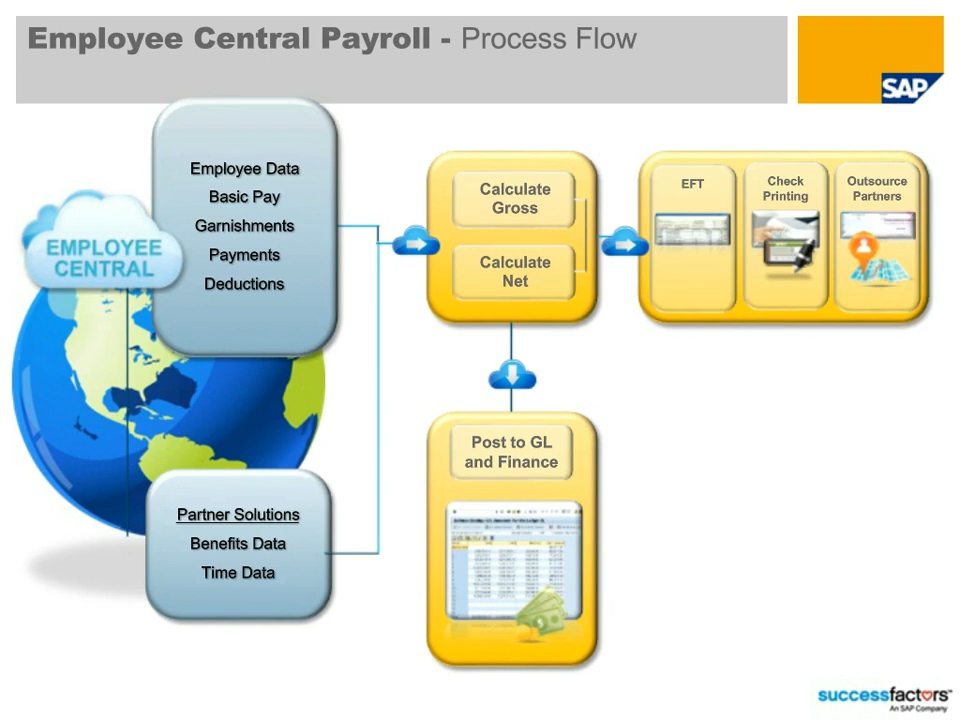 Employee Central Payroll - Process Flow
SAP
Employee Data
Basic Pay
Garnishments
Payments
Deductions
EMPLOYEE
CENTRAL
Partner Solutions
Benefits Data
Time Data
Calculate
Gross
Calculate
Net
EFT
Check
Printing
Outsource
Partners
Post to GL
and Finance
successfactors™
An SAP Company